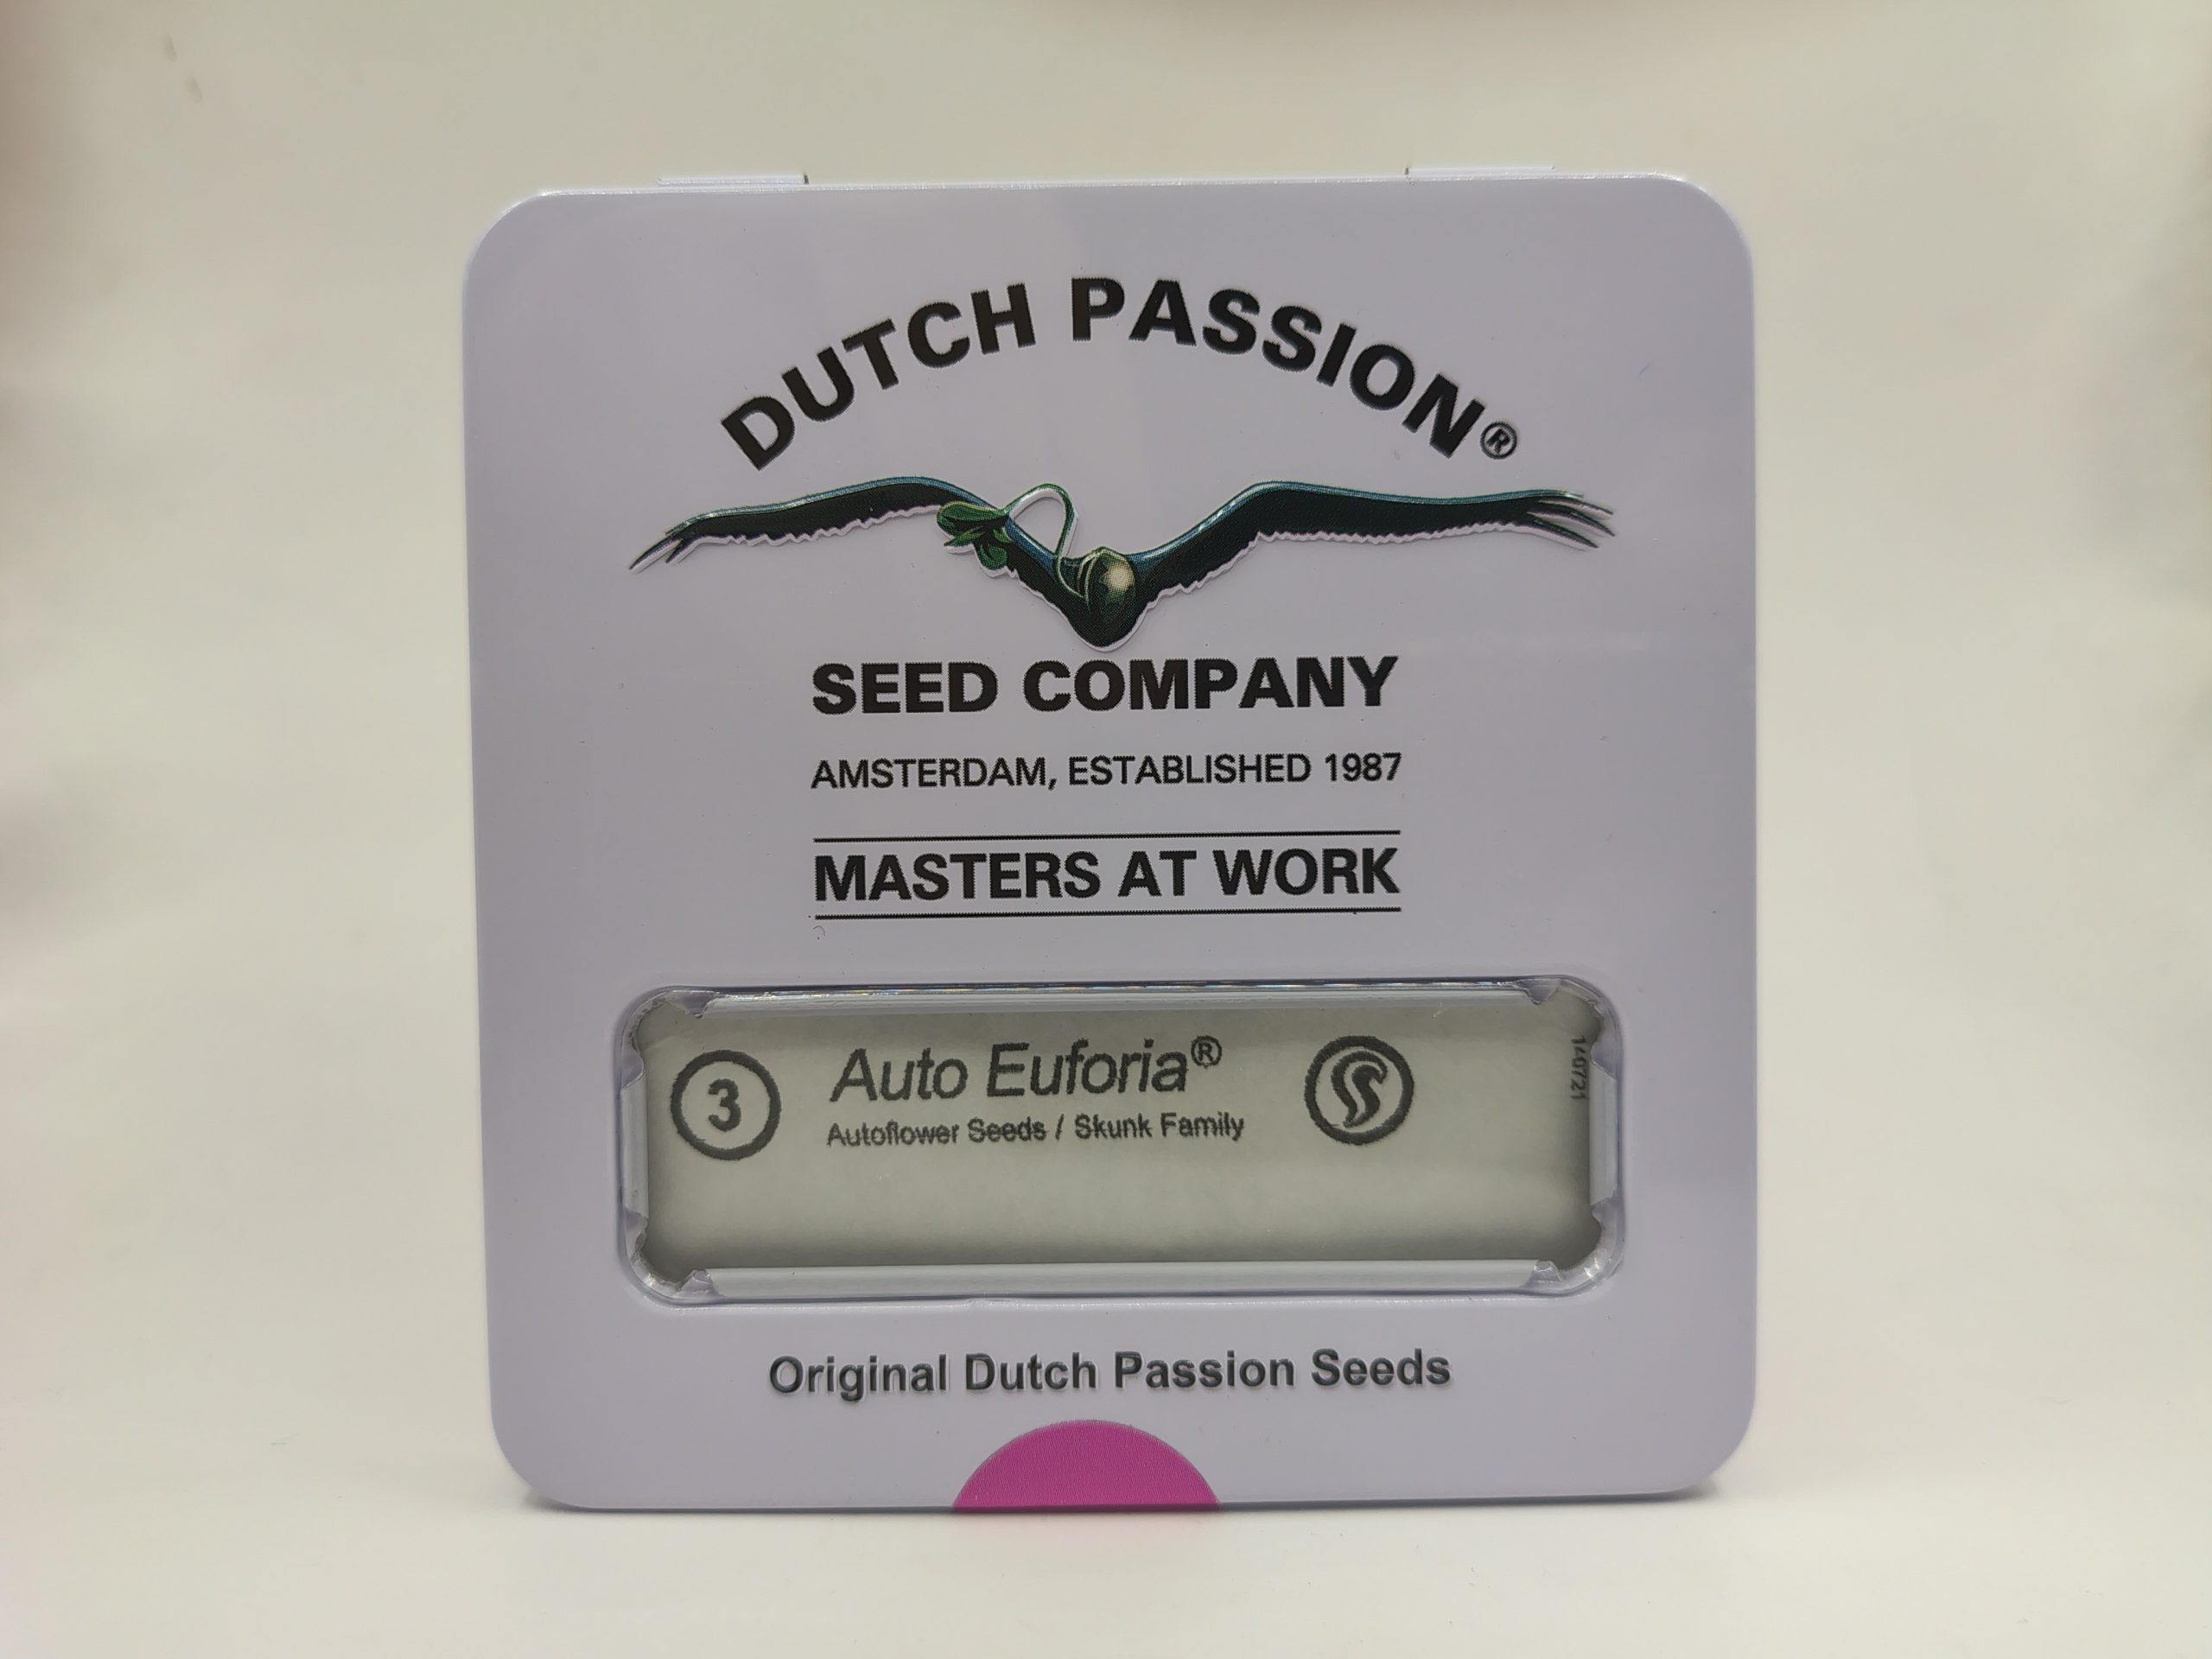 DUTCH PASSION®
SEED COMPANY
AMSTERDAM, ESTABLISHED 1987
MASTERS AT WORK
3
Auto Euforia®
Autoflower Seeds / Skunk Family
S
140721
Original Dutch Passion Seeds